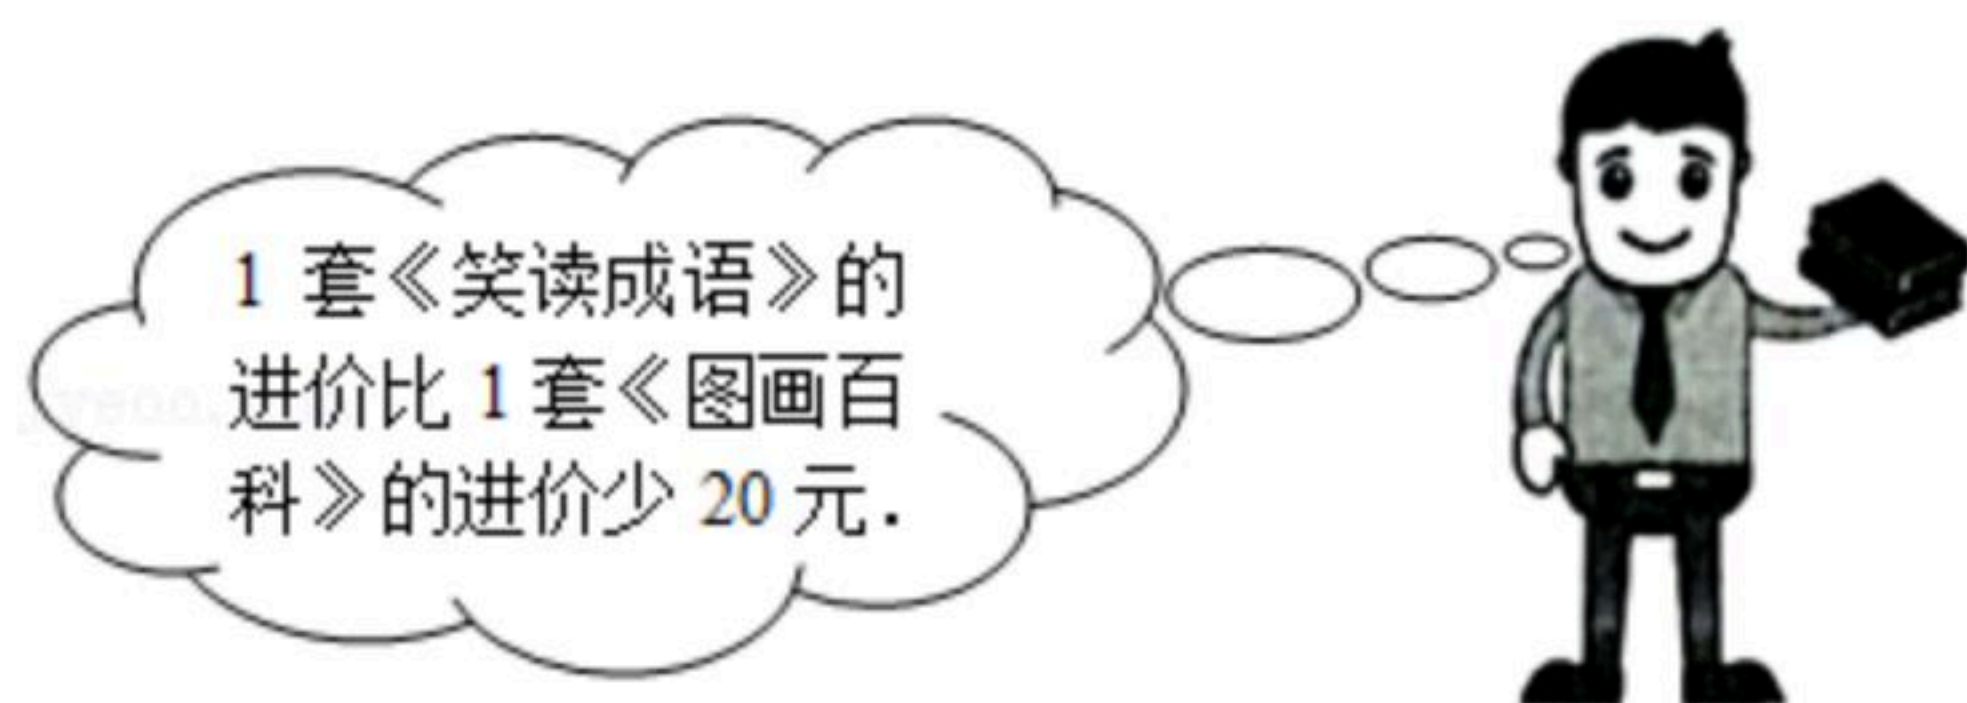 1 套《笑读成语》的
进价比 1 套《图画百
科》的进价少 20 元．